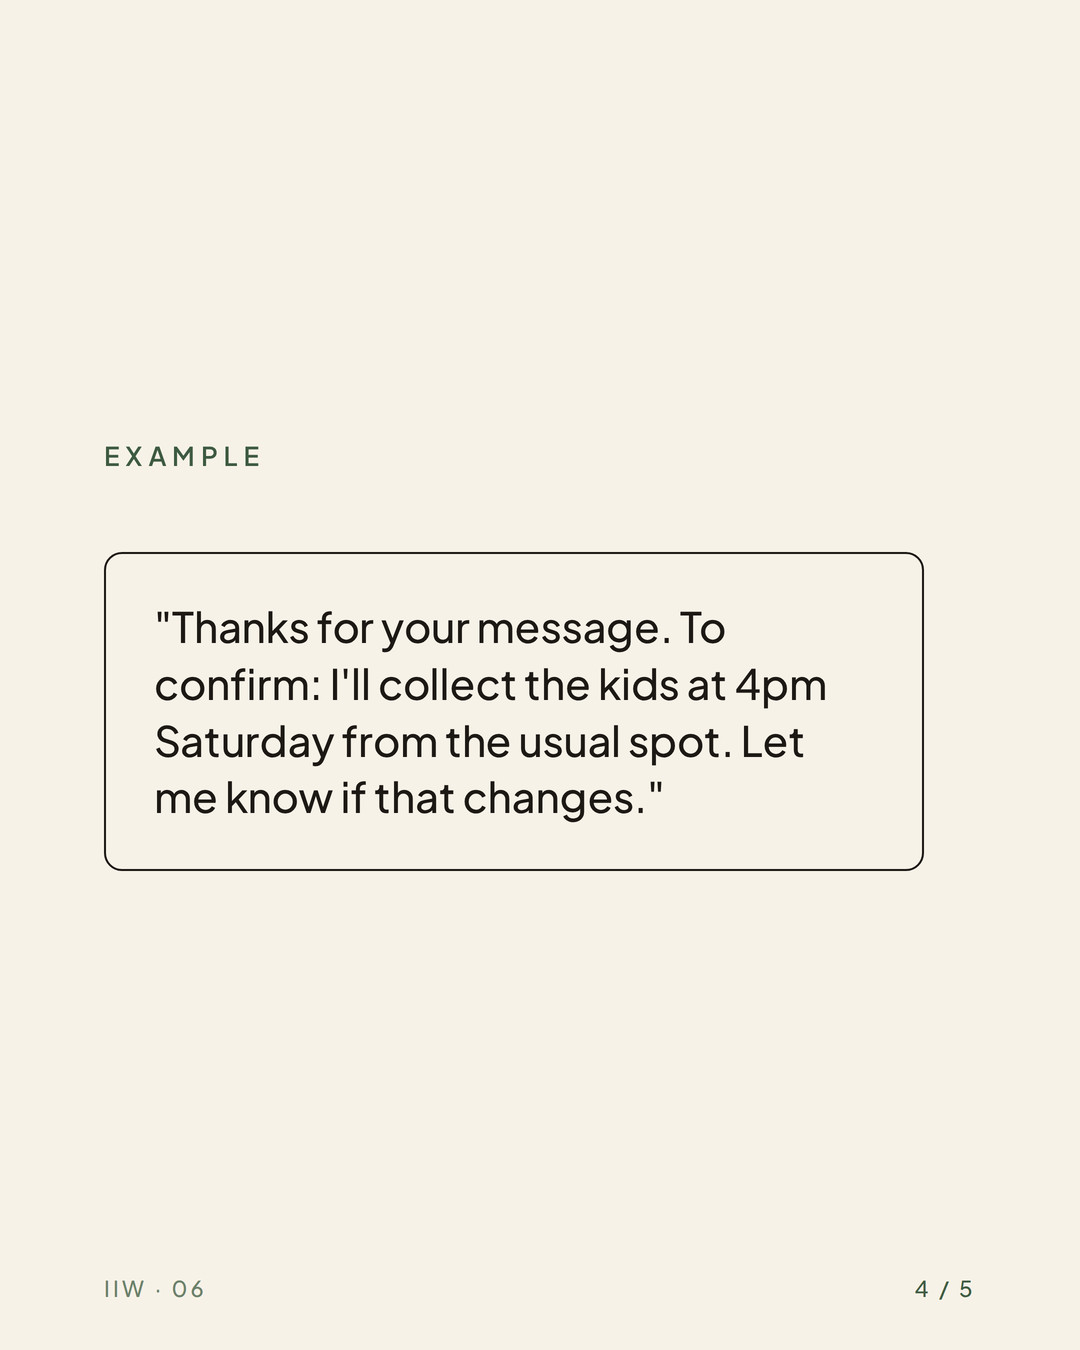 EXAMPLE
"Thanks for your message. To
confirm: I'll collect the kids at 4pm
Saturday from the usual spot. Let
me know if that changes."
IIW · 06
4 / 5